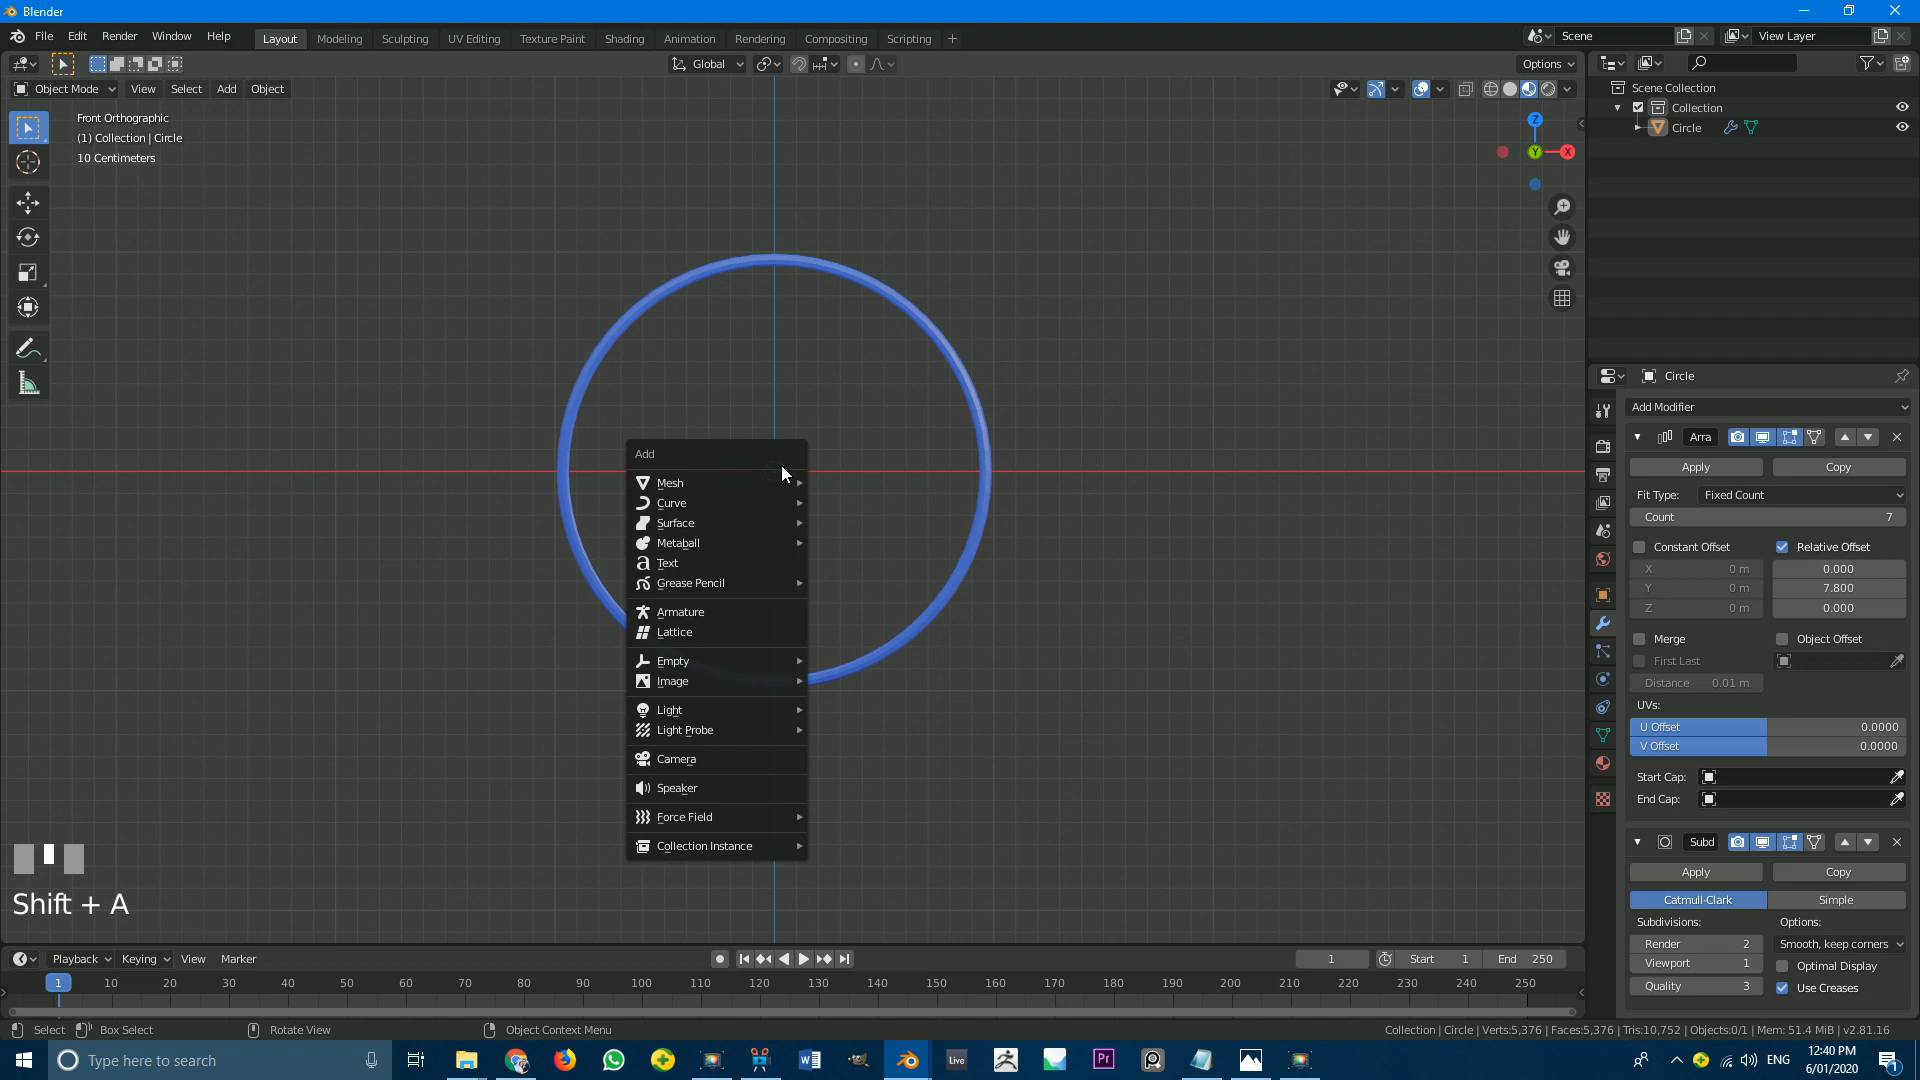 Blender
File Edit Render Window Help
Layout Modeling Sculpting UV Editing Texture Paint Shading Animation Rendering Compositing Scripting +
Scene
View Layer
Global
Options
Object Mode View Select Add Object
Front Orthographic
(1) Collection | Circle
10 Centimeters
Z
Y
X
Scene Collection
Collection
Circle
Circle
Add Modifier
Arra
Apply
Copy
Fit Type: Fixed Count
Count 7
Constant Offset
Relative Offset
X 0 m
0.000
Y 0 m
7.800
Z 0 m
0.000
Merge
Object Offset
First Last
Distance 0.01 m
UVs:
U Offset 0.0000
V Offset 0.0000
Start Cap:
End Cap:
Subd
Apply
Copy
Catmull-Clark
Simple
Subdivisions:
Options:
Render 2
Smooth, keep corners
Viewport 1
Optimal Display
Quality 3
Use Creases
Add
Mesh
Curve
Surface
Metaball
Text
Grease Pencil
Armature
Lattice
Empty
Image
Light
Light Probe
Camera
Speaker
Force Field
Collection Instance
Shift + A
Playback Keying View Marker
1
Start 1
End 250
1 10 20 30 40 50 60 70 80 90 100 110 120 130 140 150 160 170 180 190 200 210 220 230 240 250
Select Box Select Rotate View Object Context Menu
Collection | Circle | Verts:5,376 | Faces:5,376 | Tris:10,752 | Objects:0/1 | Mem: 51.4 MiB | v2.81.16
Type here to search
Live
Pr
ENG
12:40 PM
6/01/2020
1